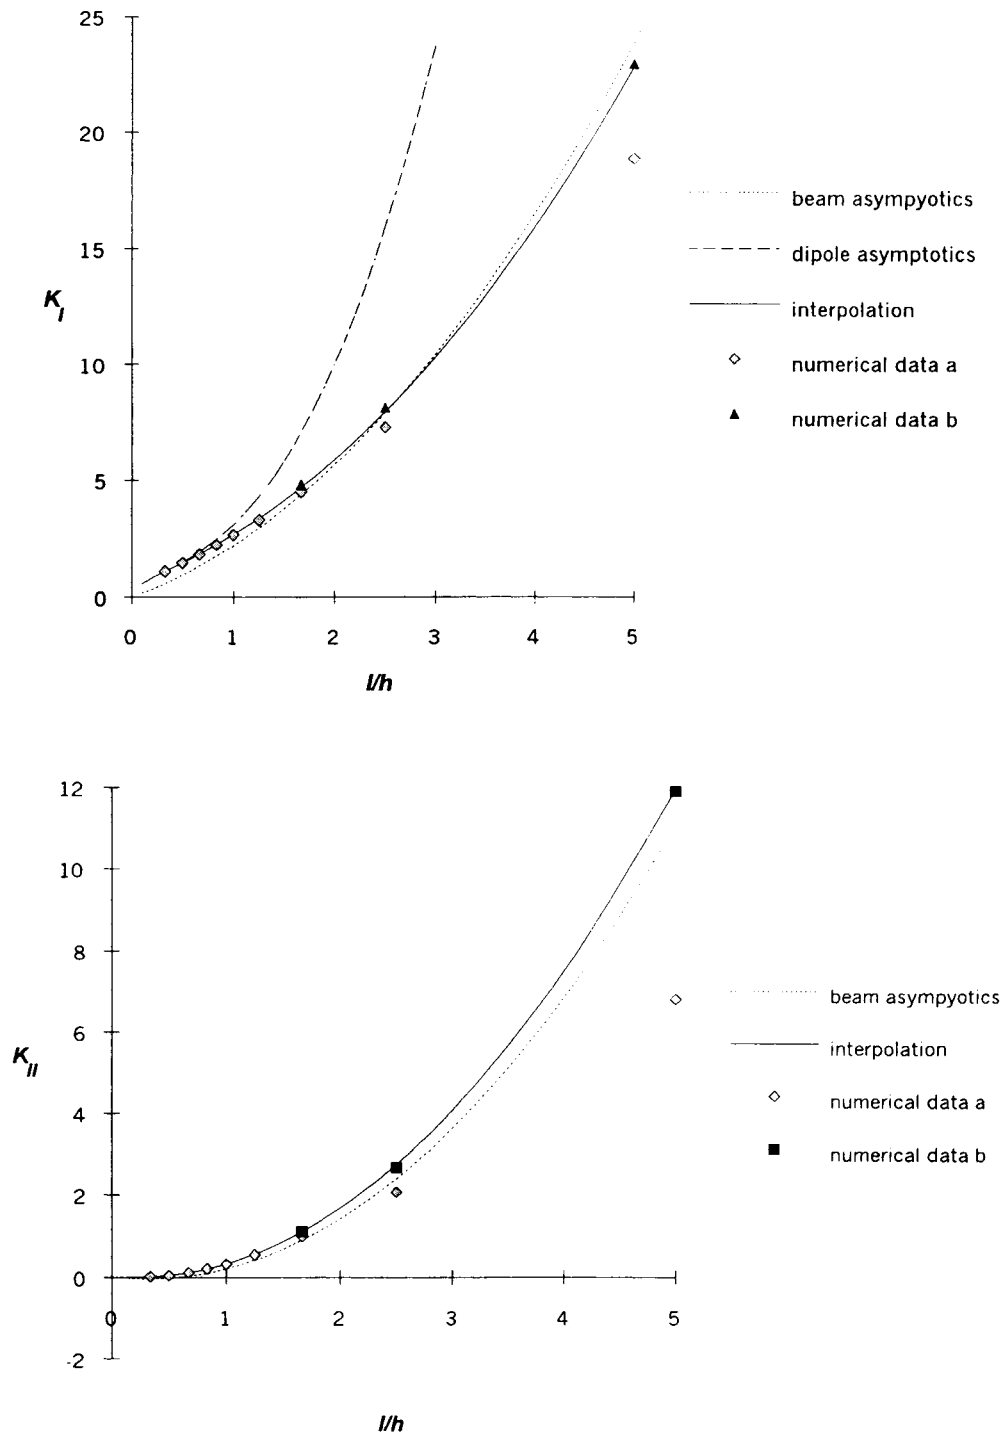 25
20
15
10
5
0
K_I
0 1 2 3 4 5
l/h
beam asympyotics
dipole asymptotics
interpolation
numerical data a
numerical data b
12
10
8
6
4
2
0
-2
K_II
0 1 2 3 4 5
l/h
beam asympyotics
interpolation
numerical data a
numerical data b